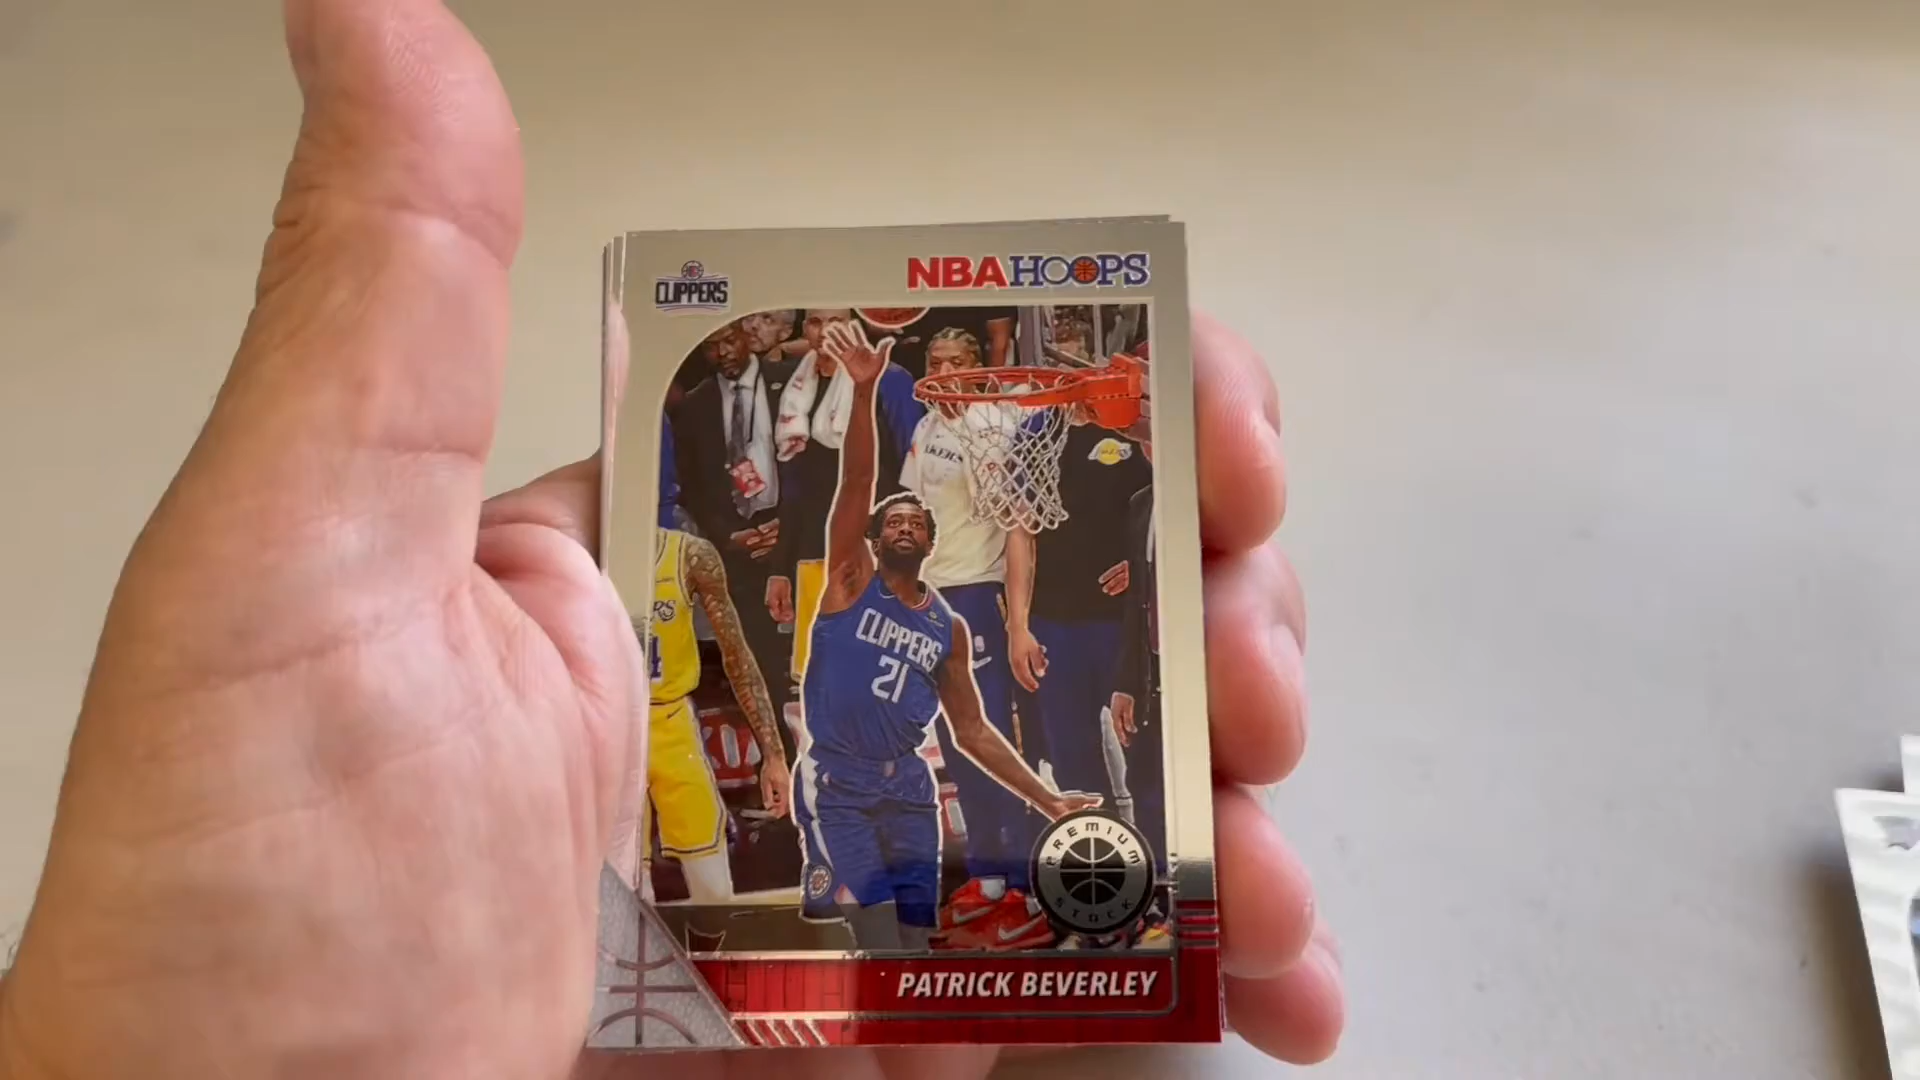 CLIPPERS
NBA HOOPS
CLIPPERS
21
PREMIUM
STOCK
PATRICK BEVERLEY